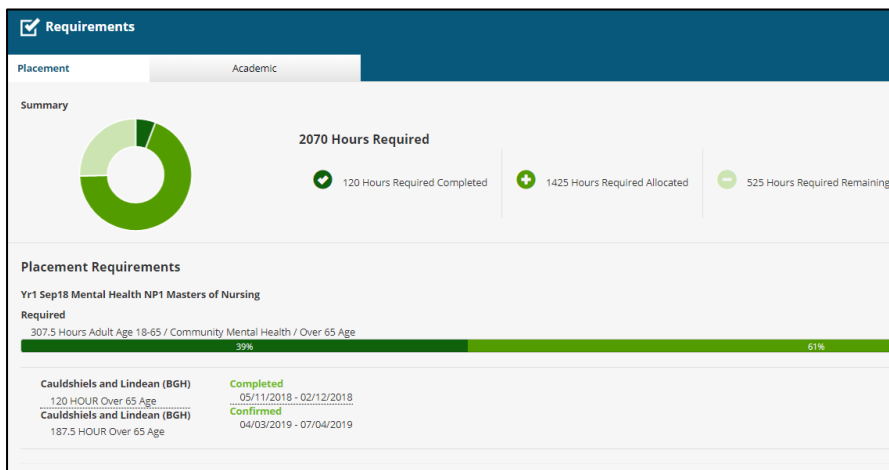 Requirements
Placement
Academic
Summary
2070 Hours Required
120 Hours Required Completed
1425 Hours Required Allocated
525 Hours Required Remaining
Placement Requirements
Yr1 Sep18 Mental Health NP1 Masters of Nursing
Required
307.5 Hours Adult Age 18-65 / Community Mental Health / Over 65 Age
39%
61%
Cauldshiels and Lindean (BGH)
Completed
120 HOUR Over 65 Age
05/11/2018 - 02/12/2018
Cauldshiels and Lindean (BGH)
Confirmed
187.5 HOUR Over 65 Age
04/03/2019 - 07/04/2019